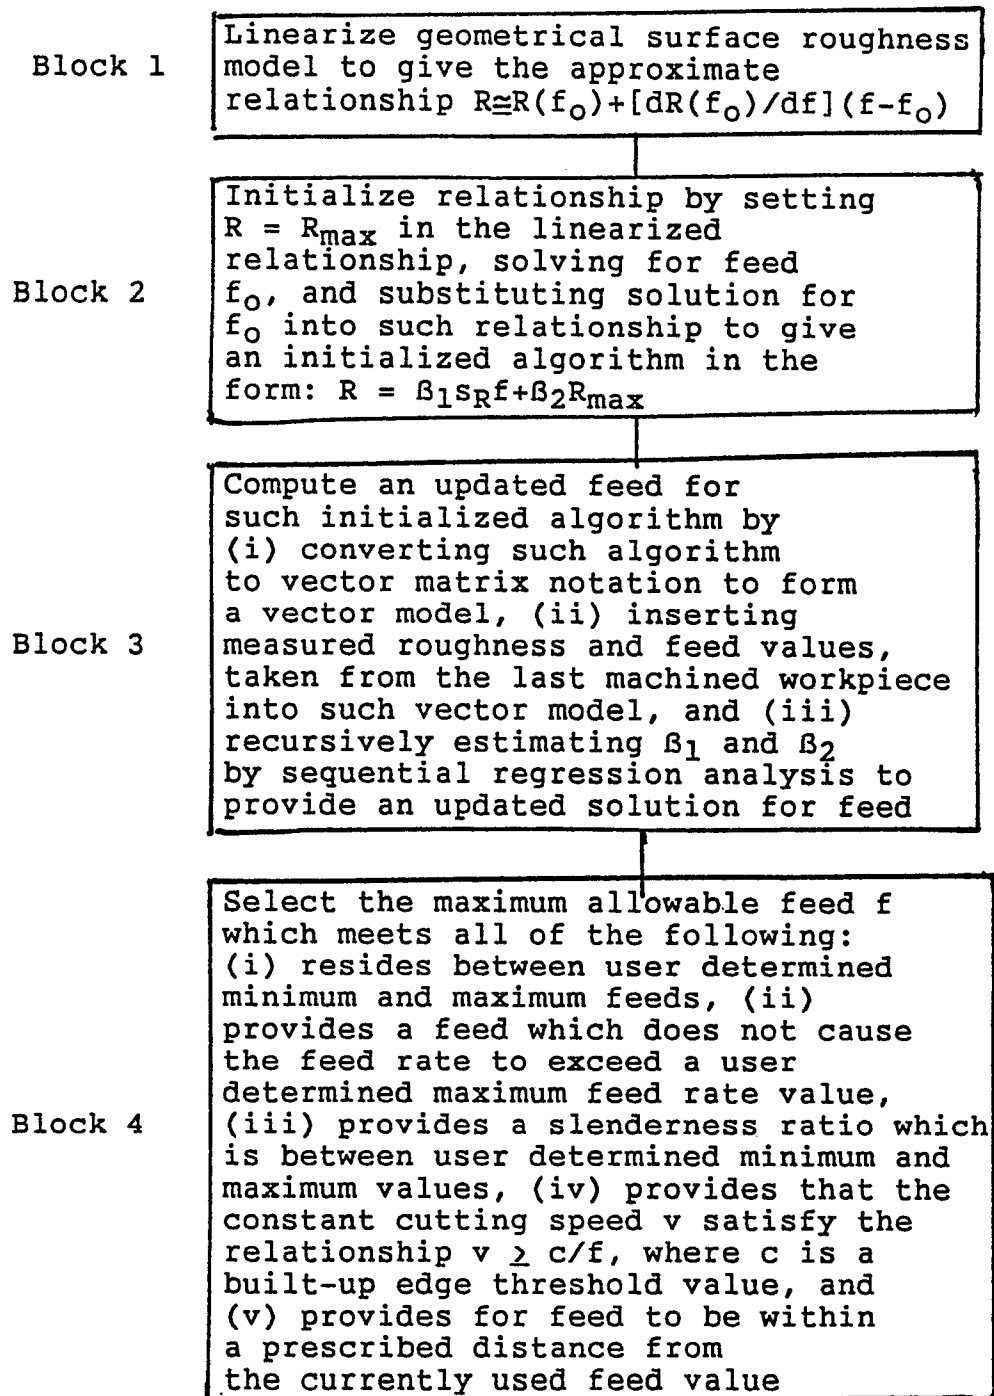 Block 1
Linearize geometrical surface roughness
model to give the approximate
relationship R≅R(fo)+[dR(fo)/df](f-fo)
Block 2
Initialize relationship by setting
R = Rmax in the linearized
relationship, solving for feed
fo, and substituting solution for
fo into such relationship to give
an initialized algorithm in the
form: R = ß1sRf+ß2Rmax
Block 3
Compute an updated feed for
such initialized algorithm by
(i) converting such algorithm
to vector matrix notation to form
a vector model, (ii) inserting
measured roughness and feed values,
taken from the last machined workpiece
into such vector model, and (iii)
recursively estimating ß1 and ß2
by sequential regression analysis to
provide an updated solution for feed
Block 4
Select the maximum allowable feed f
which meets all of the following:
(i) resides between user determined
minimum and maximum feeds, (ii)
provides a feed which does not cause
the feed rate to exceed a user
determined maximum feed rate value,
(iii) provides a slenderness ratio which
is between user determined minimum and
maximum values, (iv) provides that the
constant cutting speed v satisfy the
relationship v ≥ c/f, where c is a
built-up edge threshold value, and
(v) provides for feed to be within
a prescribed distance from
the currently used feed value